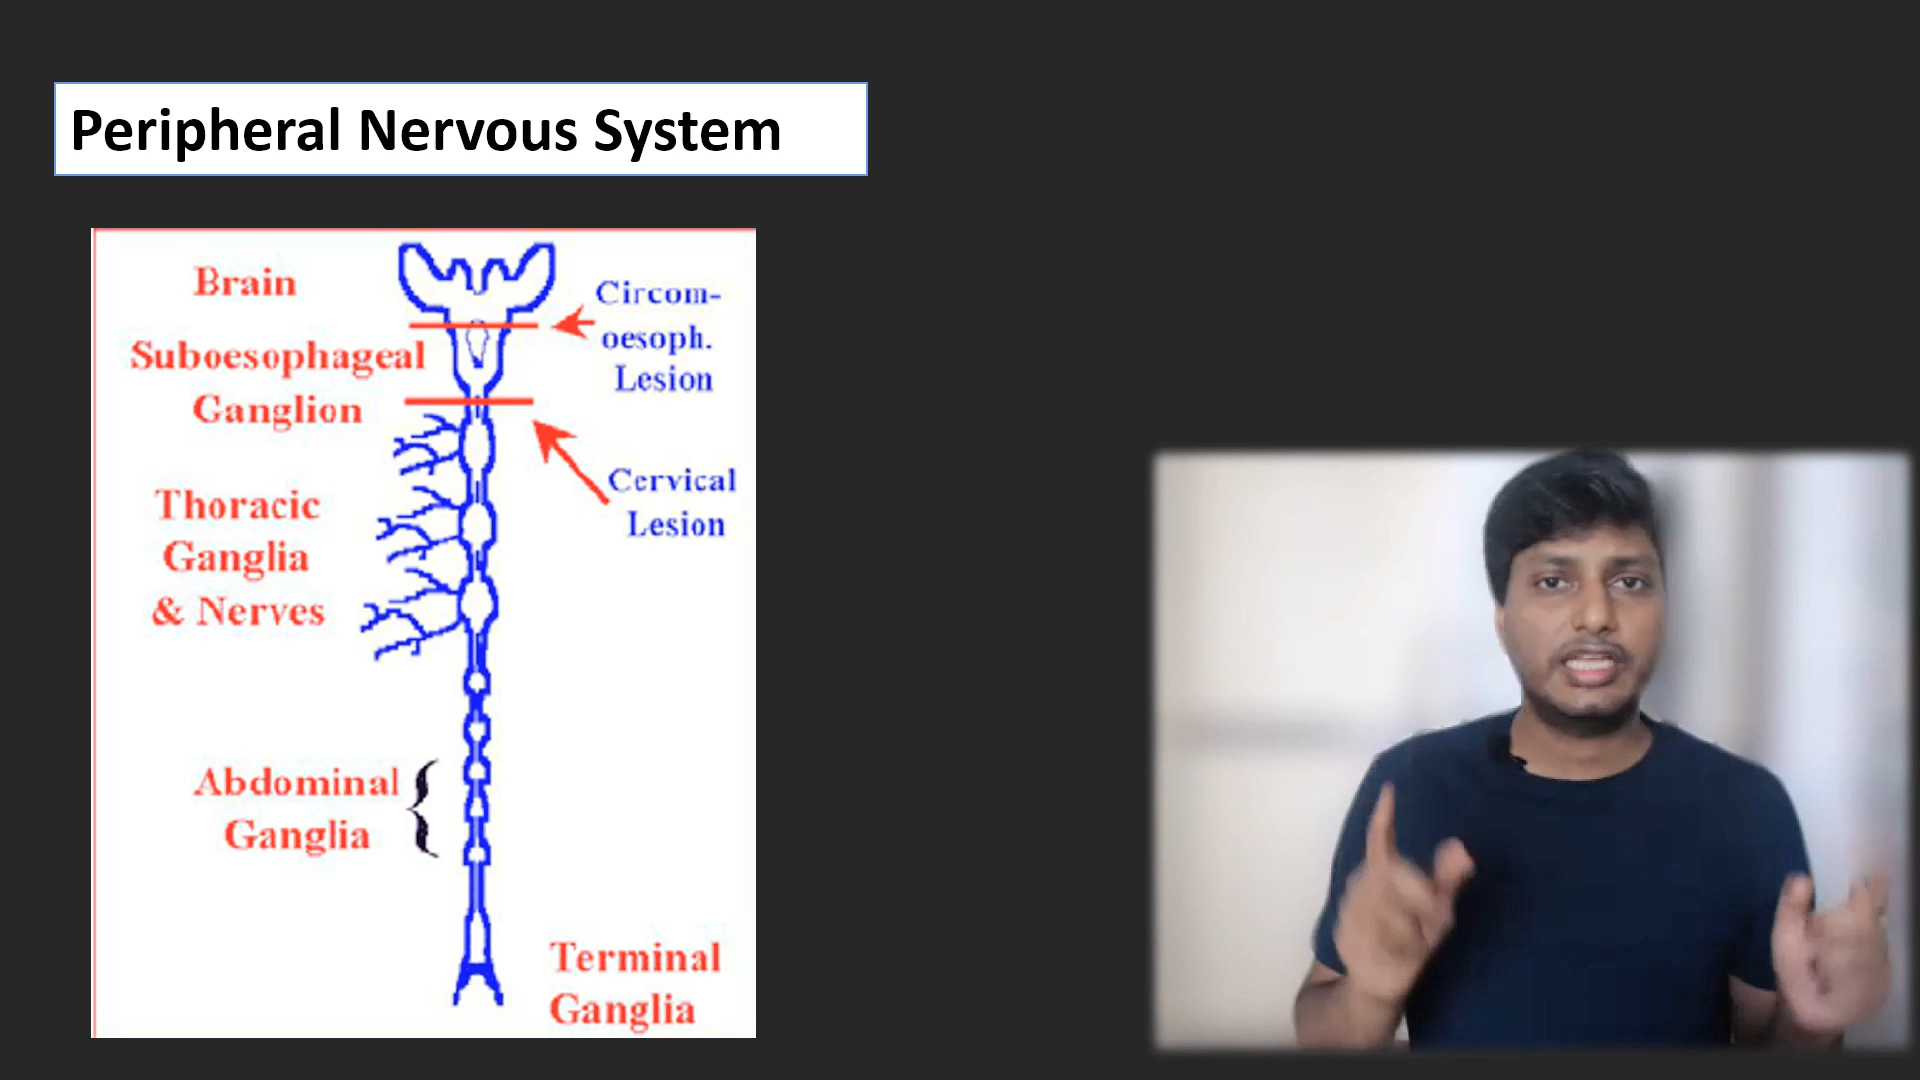 Peripheral Nervous System
Brain
Circom-
oesoph.
Lesion
Suboesophageal
Ganglion
Cervical
Lesion
Thoracic
Ganglia
& Nerves
Abdominal
Ganglia
Terminal
Ganglia